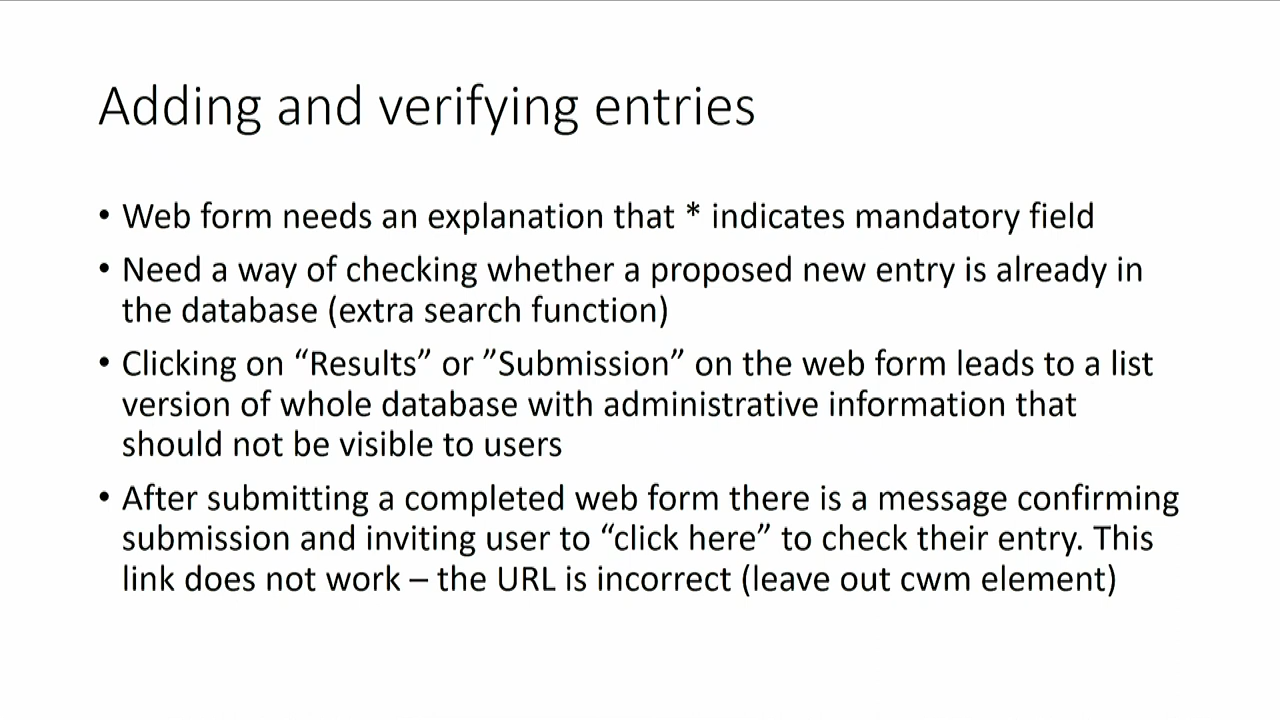 Adding and verifying entries
• Web form needs an explanation that * indicates mandatory field
• Need a way of checking whether a proposed new entry is already in
the database (extra search function)
• Clicking on “Results” or ”Submission” on the web form leads to a list
version of whole database with administrative information that
should not be visible to users
• After submitting a completed web form there is a message confirming
submission and inviting user to “click here” to check their entry. This
link does not work – the URL is incorrect (leave out cwm element)